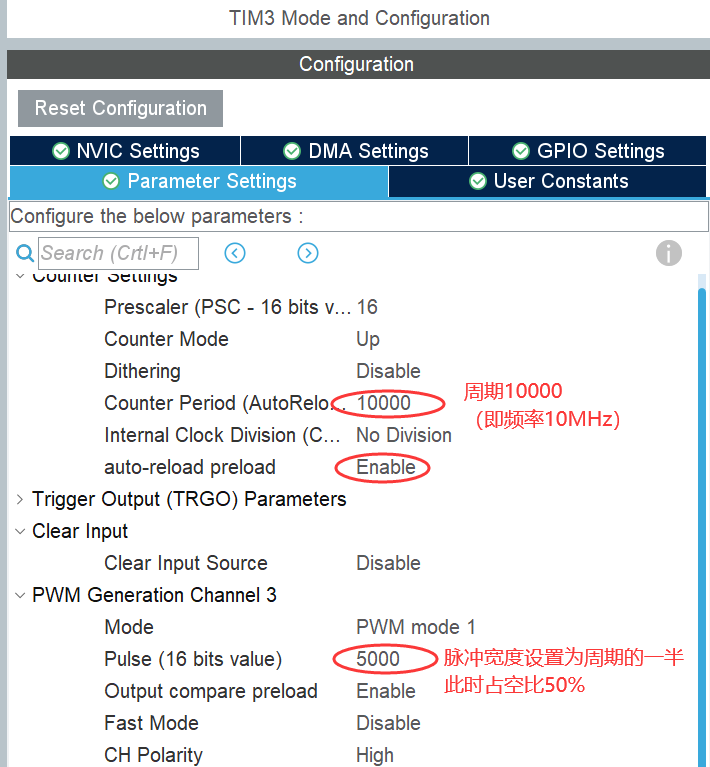 TIM3 Mode and Configuration
Configuration
Reset Configuration
NVIC Settings DMA Settings GPIO Settings
Parameter Settings User Constants
Configure the below parameters :
Search (Crtl+F)
Counter Settings
Prescaler (PSC - 16 bits v... 16
Counter Mode Up
Dithering Disable
Counter Period (AutoRelo... 10000 周期10000
（即频率10MHz）
Internal Clock Division (C... No Division
auto-reload preload Enable
Trigger Output (TRGO) Parameters
Clear Input
Clear Input Source Disable
PWM Generation Channel 3
Mode PWM mode 1
Pulse (16 bits value) 5000 脉冲宽度设置为周期的一半
此时占空比50%
Output compare preload Enable
Fast Mode Disable
CH Polarity High